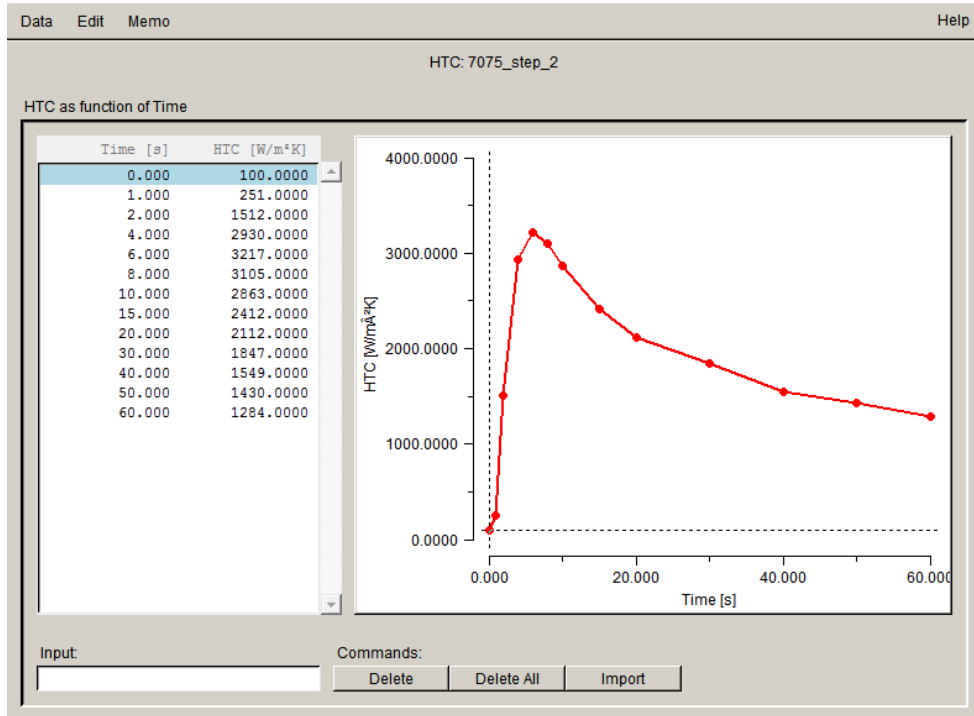 Data Edit Memo Help
HTC: 7075_step_2
HTC as function of Time
Time [s] HTC [W/m²K]
0.000 100.0000
1.000 251.0000
2.000 1512.0000
4.000 2930.0000
6.000 3217.0000
8.000 3105.0000
10.000 2863.0000
15.000 2412.0000
20.000 2112.0000
30.000 1847.0000
40.000 1549.0000
50.000 1430.0000
60.000 1284.0000
4000.0000
3000.0000
2000.0000
1000.0000
0.0000
HTC [W/mÂ²K]
0.000 20.000 40.000 60.000
Time [s]
Input:
Commands:
Delete Delete All Import